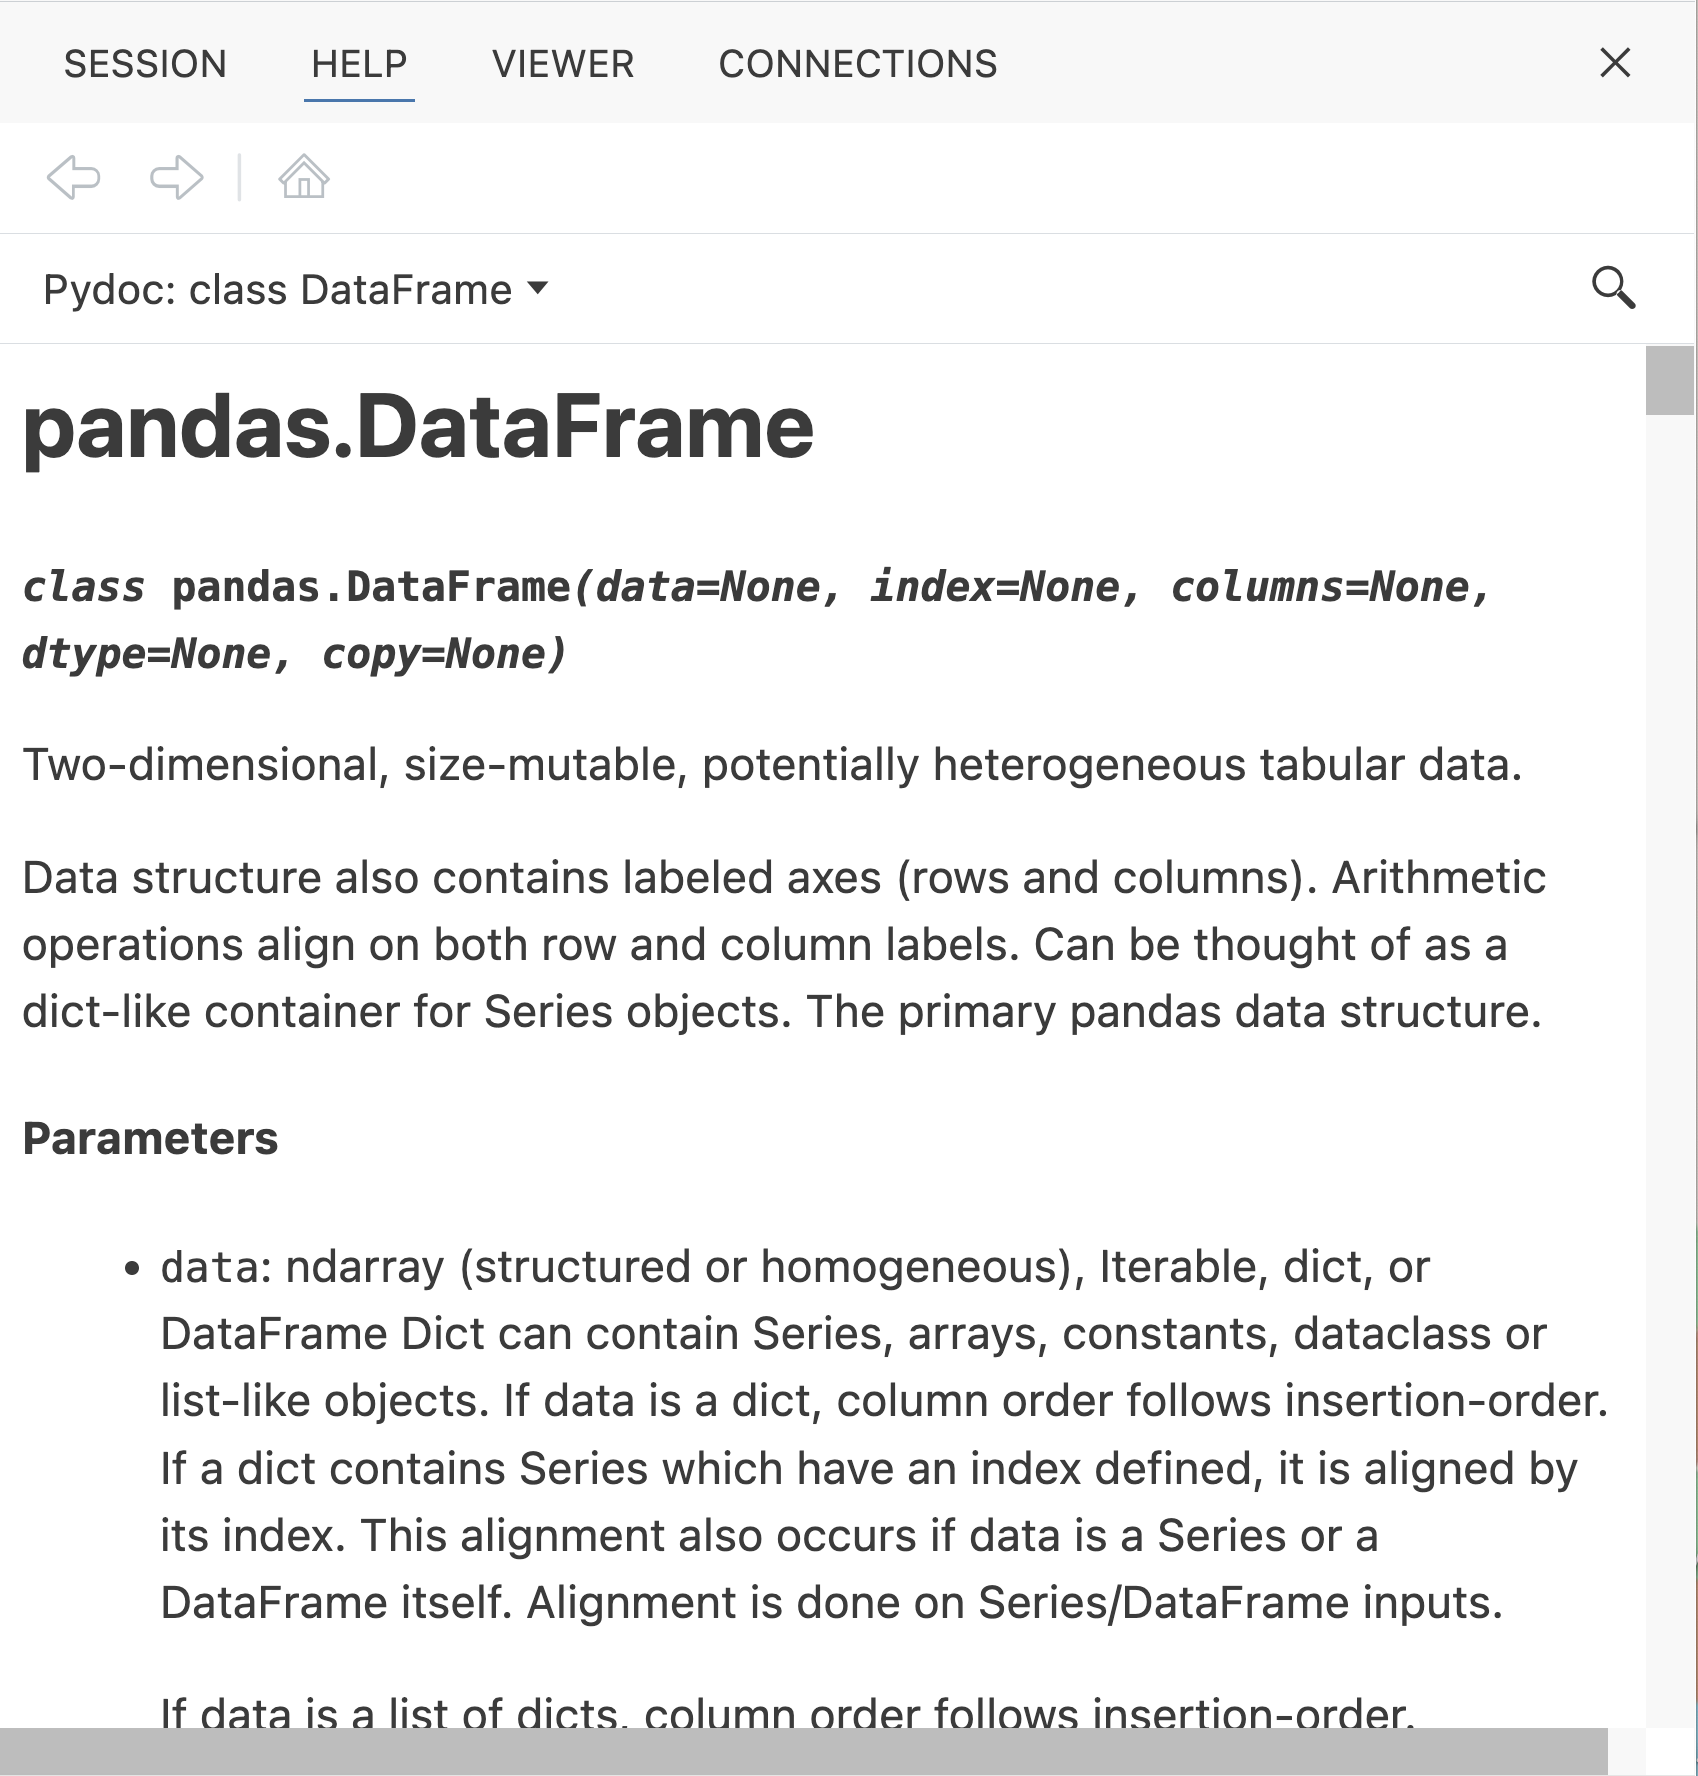 SESSION HELP VIEWER CONNECTIONS
Pydoc: class DataFrame
pandas.DataFrame
class pandas.DataFrame(data=None, index=None, columns=None,
dtype=None, copy=None)
Two-dimensional, size-mutable, potentially heterogeneous tabular data.
Data structure also contains labeled axes (rows and columns). Arithmetic
operations align on both row and column labels. Can be thought of as a
dict-like container for Series objects. The primary pandas data structure.
Parameters
• data: ndarray (structured or homogeneous), Iterable, dict, or
DataFrame Dict can contain Series, arrays, constants, dataclass or
list-like objects. If data is a dict, column order follows insertion-order.
If a dict contains Series which have an index defined, it is aligned by
its index. This alignment also occurs if data is a Series or a
DataFrame itself. Alignment is done on Series/DataFrame inputs.
If data is a list of dicts, column order follows insertion-order.